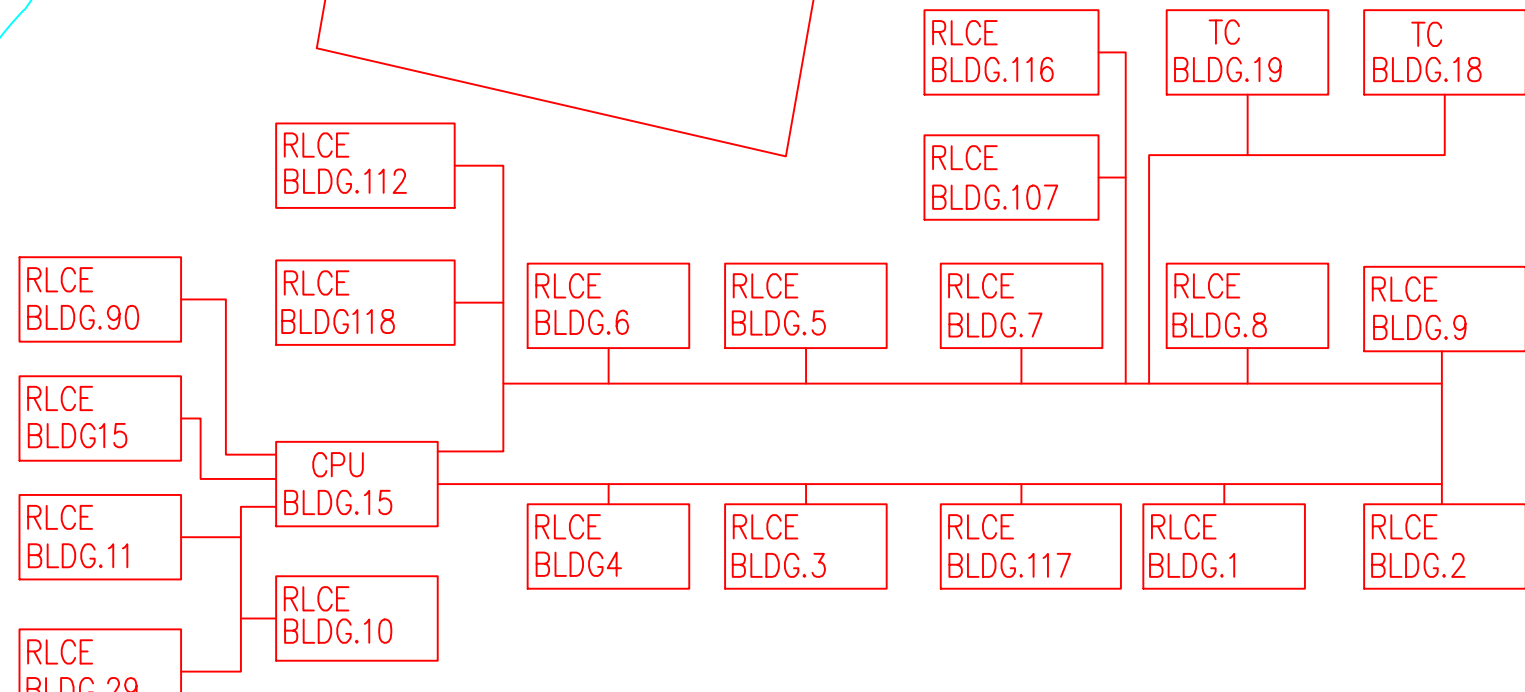 RLCE
BLDG.116
TC
BLDG.19
TC
BLDG.18
RLCE
BLDG.112
RLCE
BLDG.107
RLCE
BLDG.90
RLCE
BLDG118
RLCE
BLDG.6
RLCE
BLDG.5
RLCE
BLDG.7
RLCE
BLDG.8
RLCE
BLDG.9
RLCE
BLDG15
CPU
BLDG.15
RLCE
BLDG.11
RLCE
BLDG4
RLCE
BLDG.3
RLCE
BLDG.117
RLCE
BLDG.1
RLCE
BLDG.2
RLCE
BLDG.10
RLCE
BLDG.29